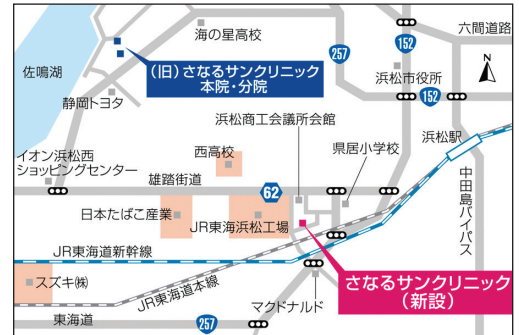 海の星高校
六間道路
257
152
N
佐鳴湖
(旧)さなるサンクリニック
本院・分院
浜松市役所
152
静岡トヨタ
浜松商工会議所会館
浜松駅
イオン浜松西
ショッピングセンター
西高校
県居小学校
雄踏街道
62
中田島バイパス
日本たばこ産業
JR東海浜松工場
JR東海道新幹線
さなるサンクリニック
(新設)
スズキ㈱
JR東海道本線
マクドナルド
東海道
257